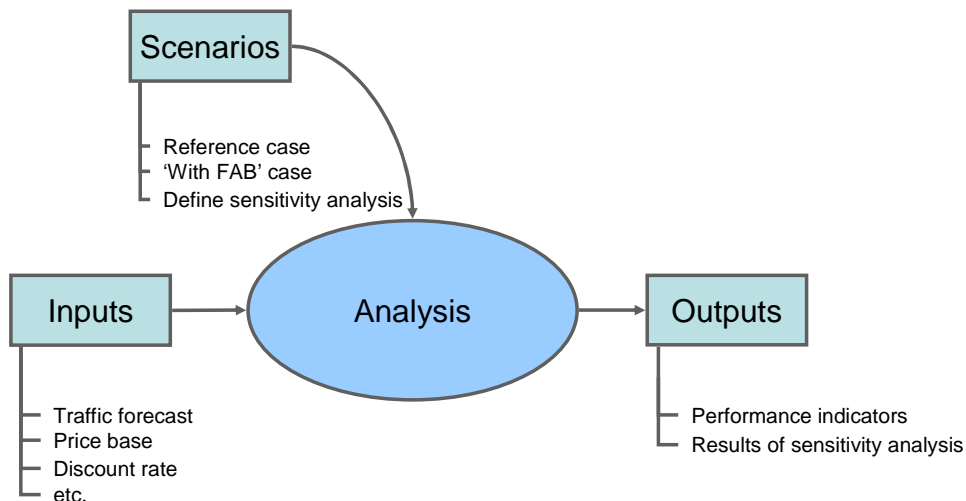 Scenarios
Reference case
‘With FAB’ case
Define sensitivity analysis
Inputs
Analysis
Outputs
Traffic forecast
Price base
Discount rate
etc.
Performance indicators
Results of sensitivity analysis